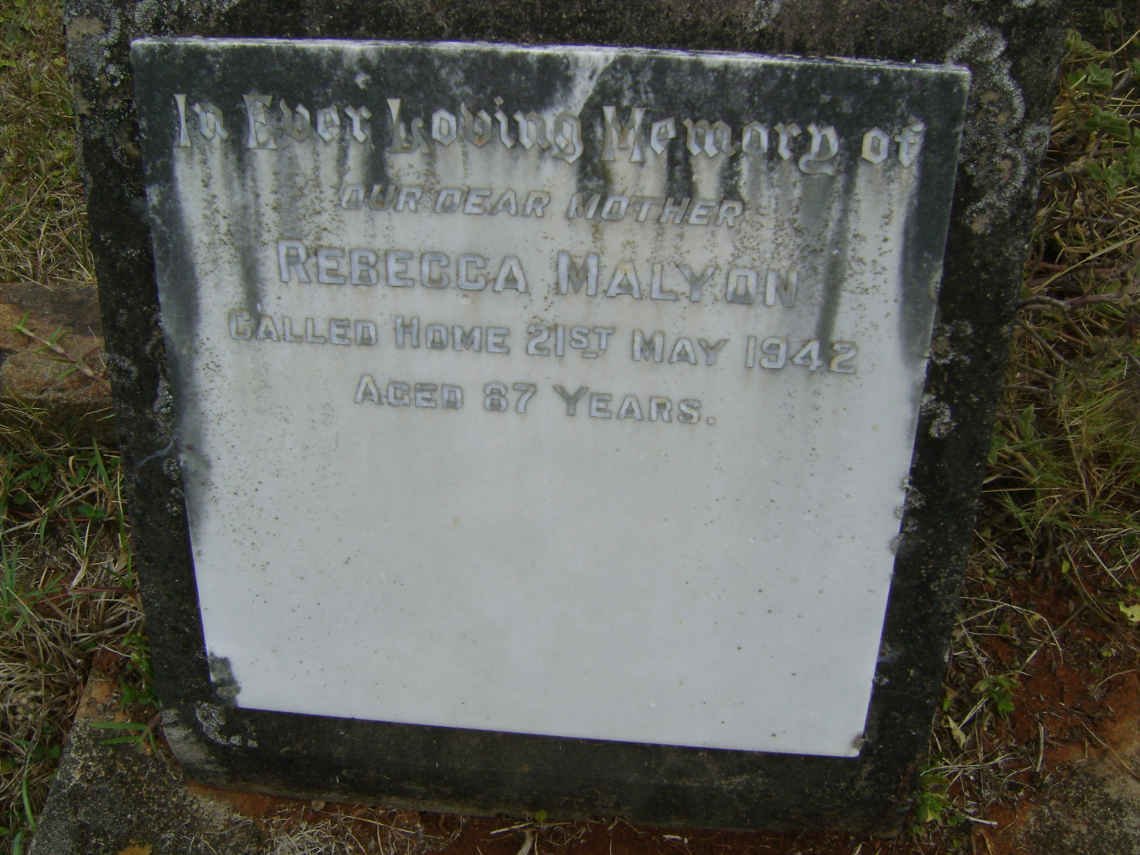 In Ever Loving Memory of
OUR DEAR MOTHER
REBECCA MALYON
CALLED HOME 21ST MAY 1942
AGED 87 YEARS.